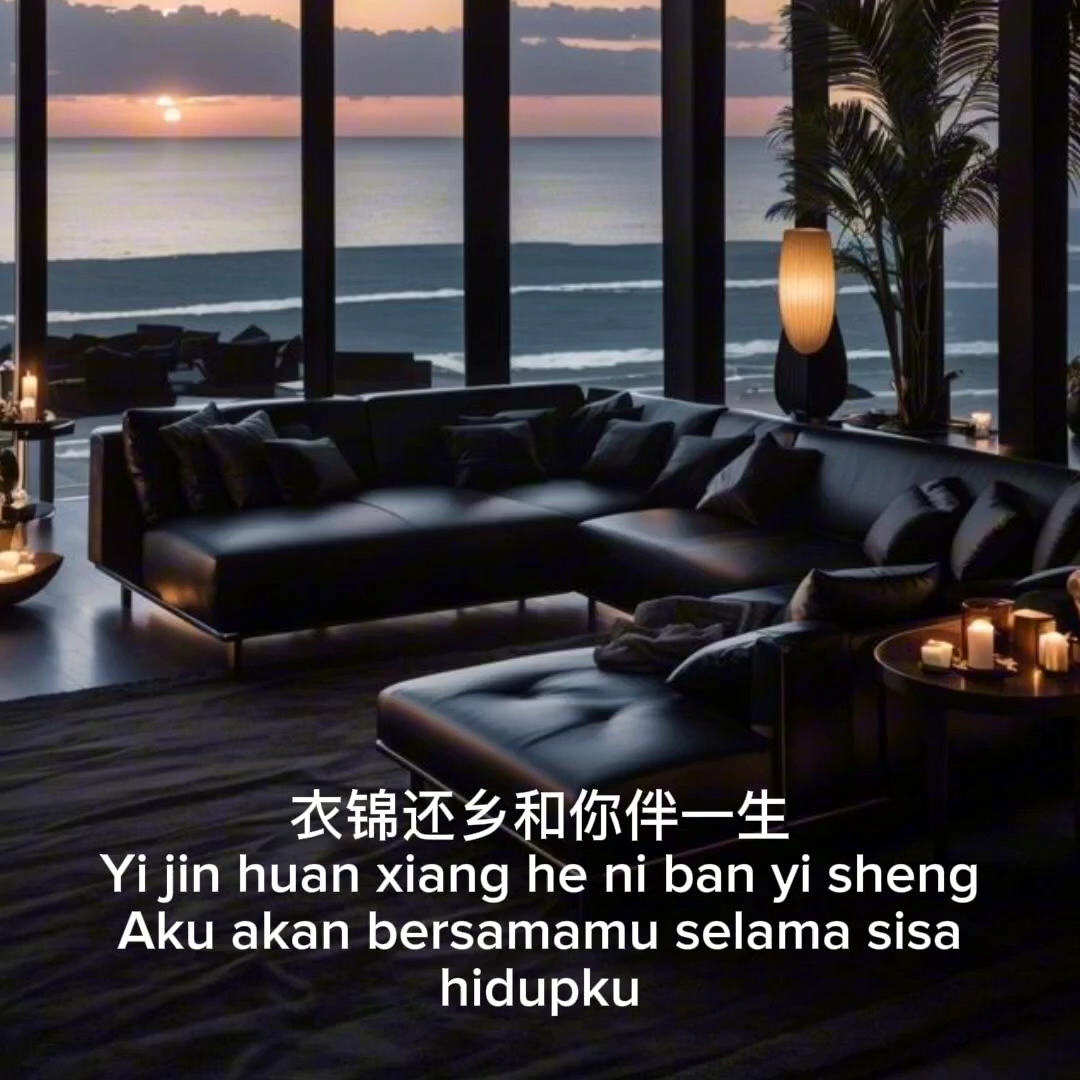 衣锦还乡和你伴一生
Yi jin huan xiang he ni ban yi sheng
Aku akan bersamamu selama sisa
hidupku